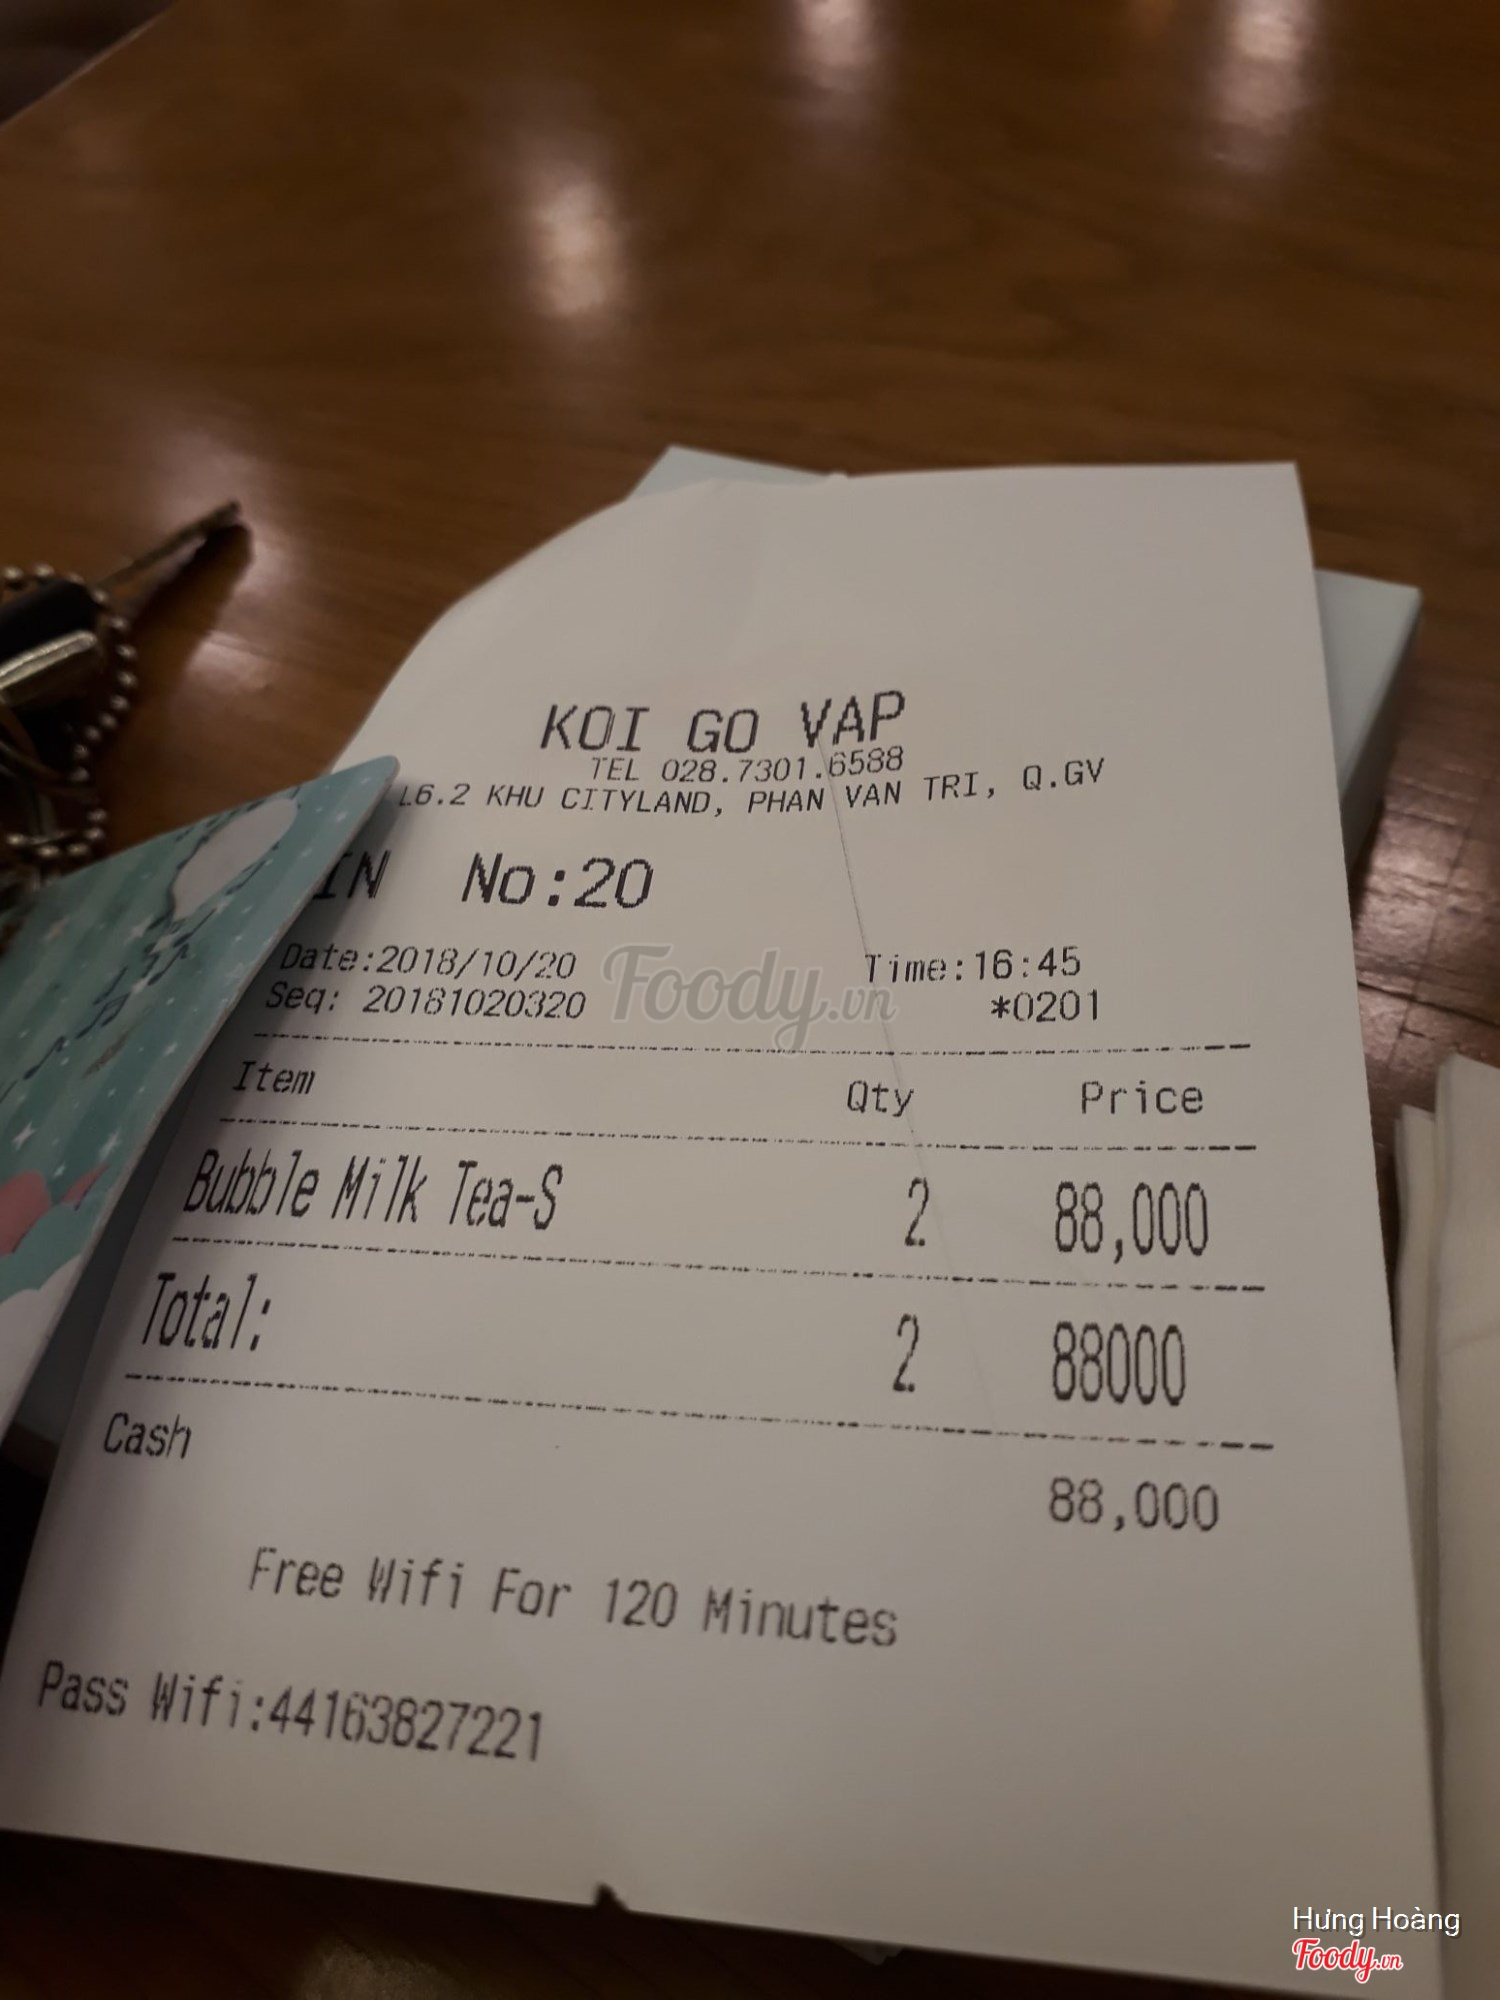 KOI GO VAP
TEL 028.7301.6588
L6.2 KHU CITYLAND, PHAN VAN TRI, Q.GV
IN No:20
Date:2018/10/20 Time:16:45
Seq: 20181020320 *0201
Foody.vn
Item Qty Price
Bubble Milk Tea-S 2 88,000
Total: 2 88000
Cash 88,000
Free Wifi For 120 Minutes
Pass Wifi:44163827221
Hưng Hoàng
Foody.vn